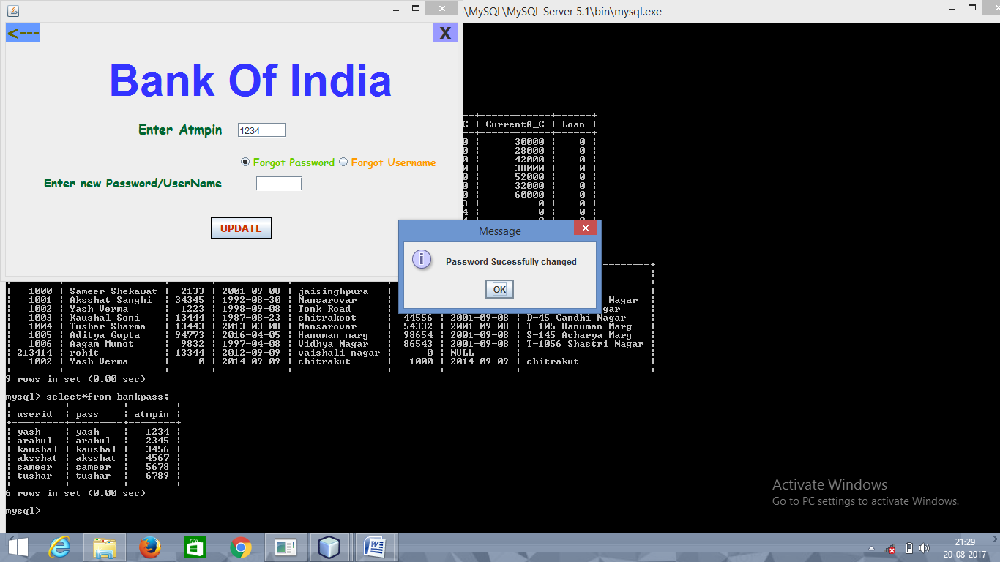 \MySQL\MySQL Server 5.1\bin\mysql.exe
<---
X
Bank Of India
Enter Atmpin 1234
Forgot Password Forgot Username
Enter new Password/UserName
UPDATE
C | CurrentA_C | Loan |
0 | 30000 | 0 |
0 | 28000 | 0 |
0 | 42000 | 0 |
0 | 38000 | 0 |
0 | 52000 | 0 |
0 | 32000 | 0 |
0 | 60000 | 0 |
3 | 0 | 0 |
4 | 0 | 0 |
Message
Password Sucessfully changed
OK
| 1000 | Sameer Shekawat | 2133 | 2001-09-08 | jaisinghpura
| 1001 | Aksshat Sanghi | 34345 | 1992-08-30 | Mansarovar Nagar |
| 1002 | Yash Verma | 1223 | 1998-09-08 | Tonk Road agar |
| 1003 | Kaushal Soni | 13444 | 1987-08-23 | chitrakoot | 44556 | 2001-09-08 | D-45 Gandhi Nagar |
| 1004 | Tushar Sharma | 13443 | 2013-03-08 | Mansarovar | 54332 | 2001-09-08 | T-105 Hanuman Marg |
| 1005 | Aditya Gupta | 94773 | 2016-04-05 | Hanuman marg | 98654 | 2001-09-08 | S-145 Acharya Marg |
| 1006 | Aagam Munot | 9832 | 1997-04-08 | Vidhya Nagar | 86543 | 2001-09-08 | T-1056 Shastri Nagar |
| 213414 | rohit | 13344 | 2012-09-09 | vaishali_nagar | 0 | NULL | |
| 1002 | Yash Verma | 0 | 2014-09-09 | chitrakut | 1000 | 2014-09-09 | chitrakut |
9 rows in set (0.00 sec)
mysql> select*from bankpass;
| userid | pass | atmpin |
| yash | yash | 1234 |
| arahul | arahul | 2345 |
| kaushal | kaushal | 3456 |
| aksshat | aksshat | 4567 |
| sameer | sameer | 5678 |
| tushar | tushar | 6789 |
6 rows in set (0.00 sec)
mysql>
Activate Windows
Go to PC settings to activate Windows.
21:29
20-08-2017